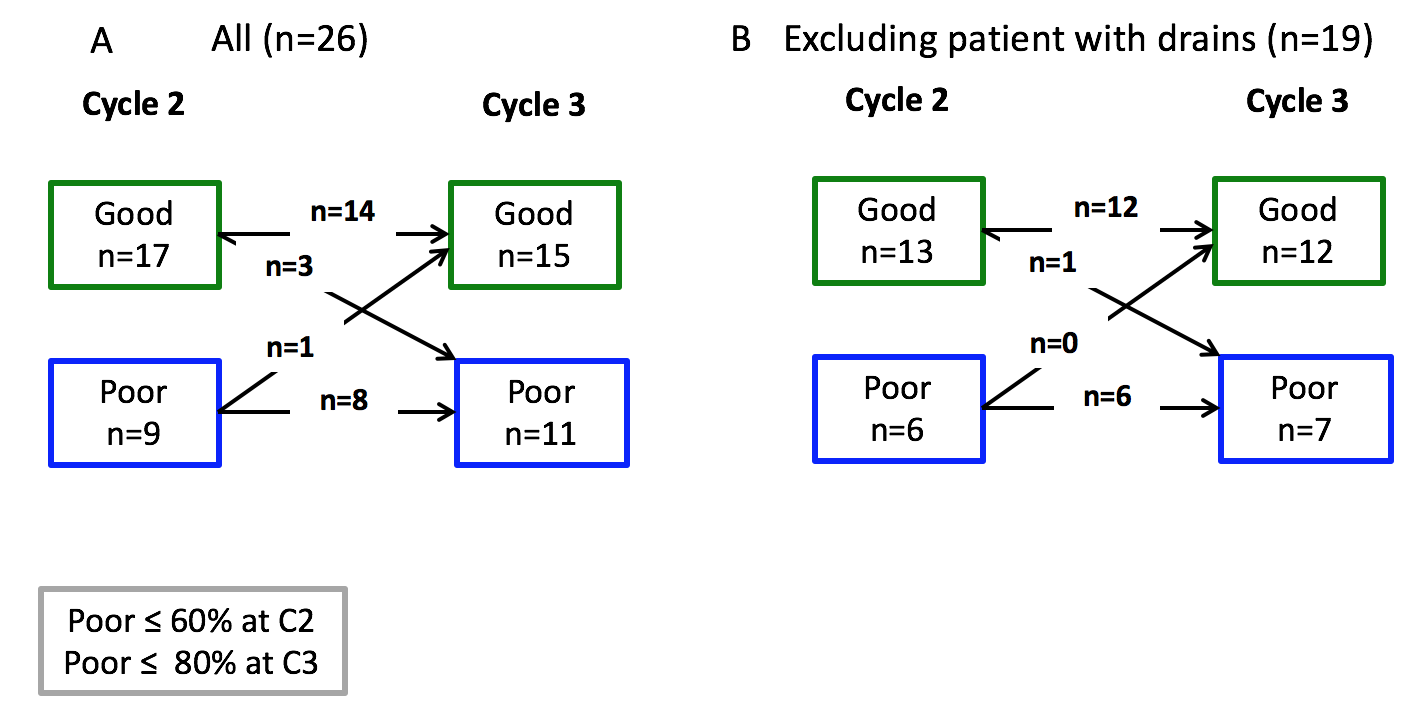 A All (n=26)
Cycle 2 Cycle 3
Good
n=17
n=14
n=3
Good
n=15
n=1
Poor
n=9
n=8
Poor
n=11
B Excluding patient with drains (n=19)
Cycle 2 Cycle 3
Good
n=13
n=12
n=1
Good
n=12
n=0
Poor
n=6
n=6
Poor
n=7
Poor ≤ 60% at C2
Poor ≤ 80% at C3